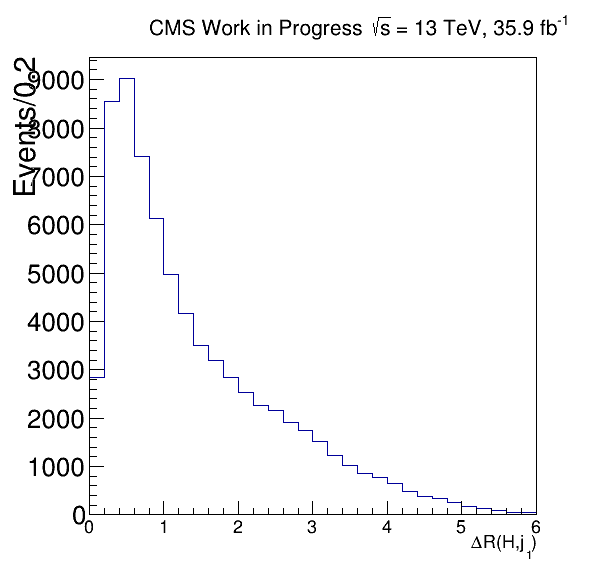 CMS Work in Progress √s = 13 TeV, 35.9 fb⁻¹
Events/0.2
9000
8000
7000
6000
5000
4000
3000
2000
1000
0
0 1 2 3 4 5 6
ΔR(H,j₁)